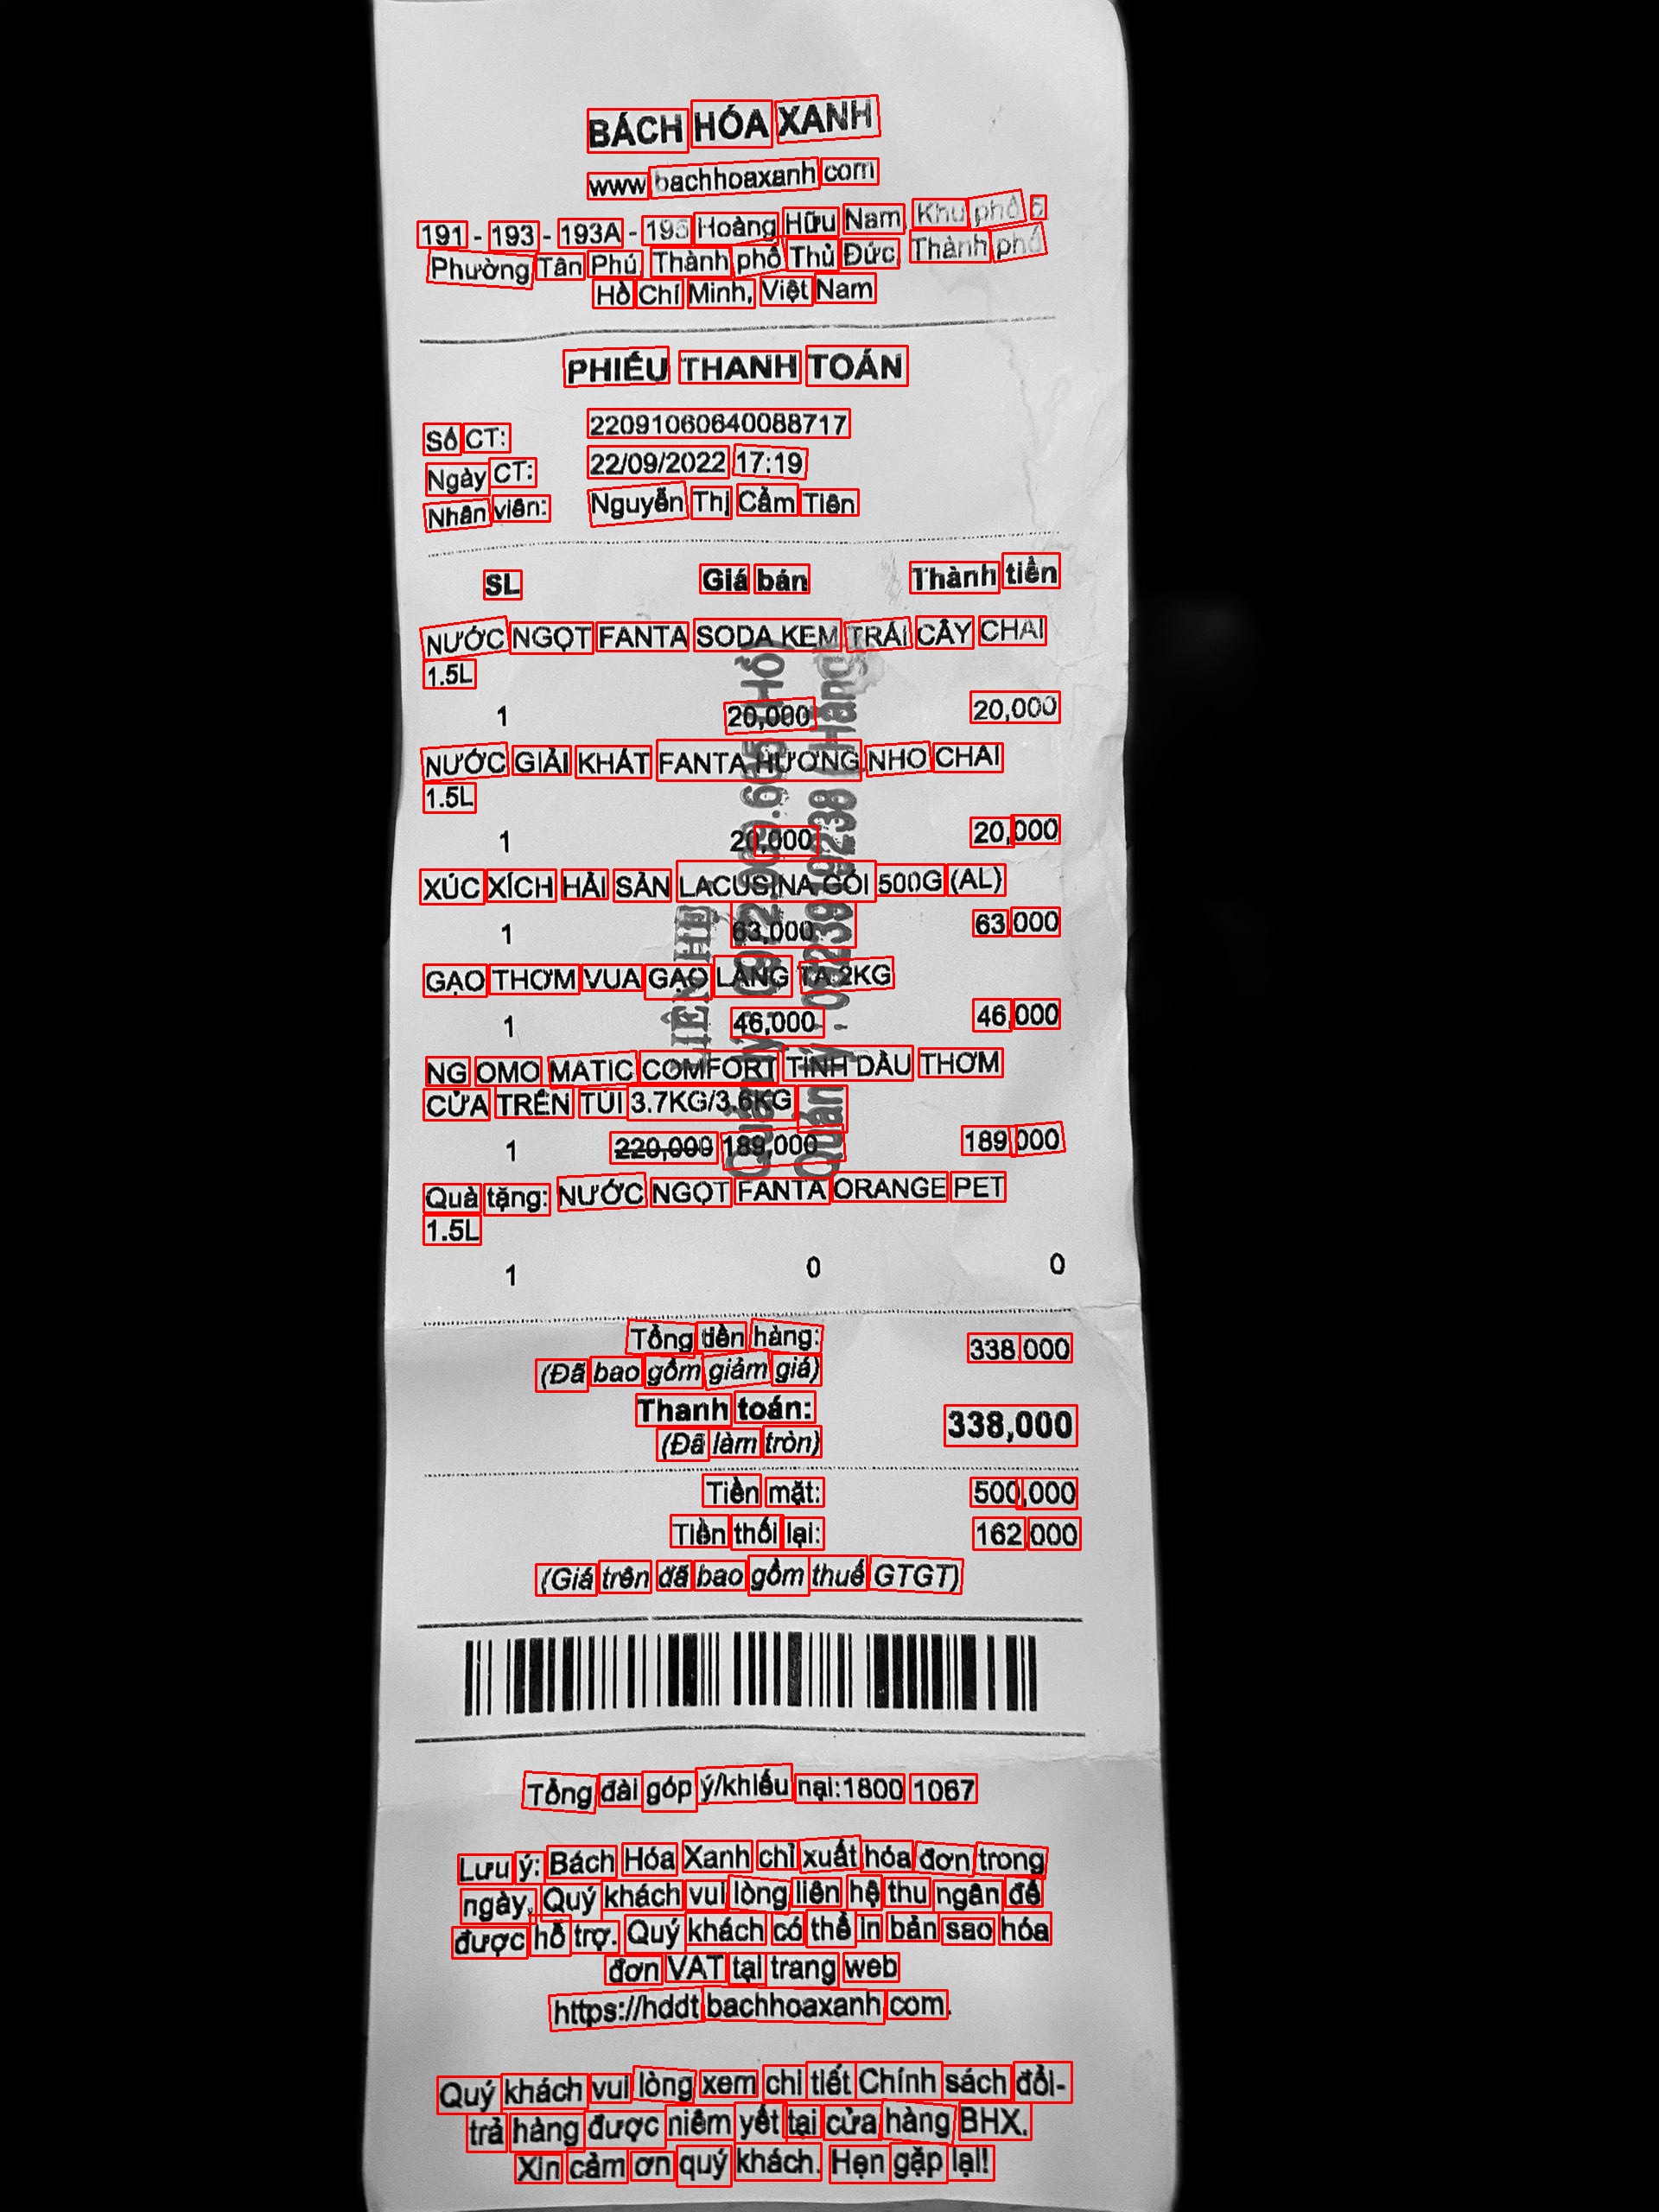 BÁCH HÓA XANH
www.bachhoaxanh.com
191 - 193 - 193A - 195 Hoàng Hữu Nam, Khu phố 5
Phường Tân Phú, Thành phố Thủ Đức, Thành phố
Hồ Chí Minh, Việt Nam
PHIẾU THANH TOÁN
Số CT: 22091060640088717
Ngày CT: 22/09/2022 17:19
Nhân viên: Nguyễn Thị Cẩm Tiên
SL Giá bán Thành tiền
NƯỚC NGỌT FANTA SODA KEM TRÁI CÂY CHAI
1.5L
1 20,000 20,000
NƯỚC GIẢI KHÁT FANTA HƯƠNG NHO CHAI
1.5L
1 20,000 20,000
XÚC XÍCH HẢI SẢN LACUSINA GÓI 500G (AL)
1 63,000 63,000
GẠO THƠM VUA GẠO LÀNG TA 2KG
1 46,000 46,000
NG OMO MATIC COMFORT TINH DẦU THƠM
CỬA TRÊN TÚI 3.7KG/3.6KG
1 220,000 189,000 189,000
Quà tặng: NƯỚC NGỌT FANTA ORANGE PET
1.5L
1 0 0
Tổng tiền hàng: 338,000
(Đã bao gồm giảm giá)
Thanh toán: 338,000
(Đã làm tròn)
Tiền mặt: 500,000
Tiền thối lại: 162,000
(Giá trên đã bao gồm thuế GTGT)
Tổng đài góp ý/khiếu nại:1800 1067
Lưu ý: Bách Hóa Xanh chỉ xuất hóa đơn trong
ngày. Quý khách vui lòng liên hệ thu ngân để
được hỗ trợ. Quý khách có thể in bản sao hóa
đơn VAT tại trang web
https://hddt.bachhoaxanh.com.
Quý khách vui lòng xem chi tiết Chính sách đổi-
trả hàng được niêm yết tại cửa hàng BHX.
Xin cảm ơn quý khách. Hẹn gặp lại!
LIÊN HỆ
Quản lý
Quản lý